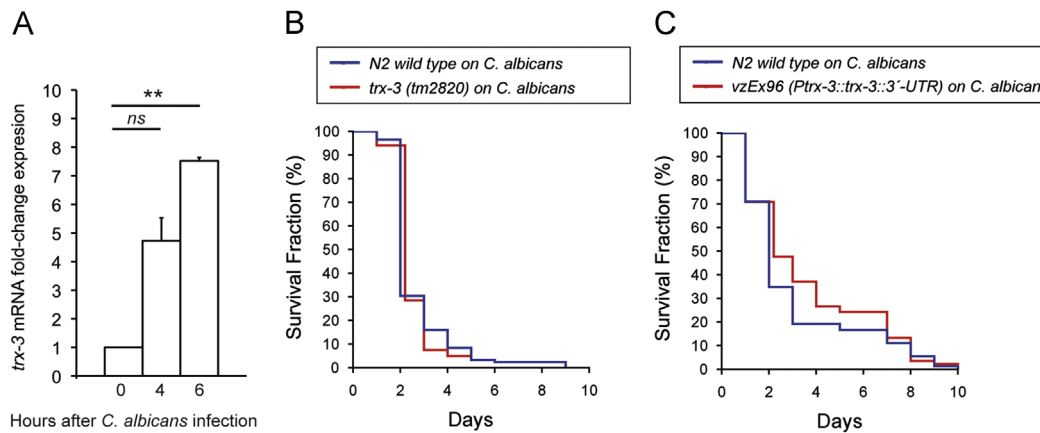 A
trx-3 mRNA fold-change expresion
10
9
8
7
6
5
4
3
2
1
0
**
ns
0 4 6
Hours after C. albicans infection
B
N2 wild type on C. albicans
trx-3 (tm2820) on C. albicans
Survival Fraction (%)
100
90
80
70
60
50
40
30
20
10
0
0 2 4 6 8 10
Days
C
N2 wild type on C. albicans
vzEx96 (Ptrx-3::trx-3::3´-UTR) on C. albican
Survival Fraction (%)
100
90
80
70
60
50
40
30
20
10
0
0 2 4 6 8 10
Days